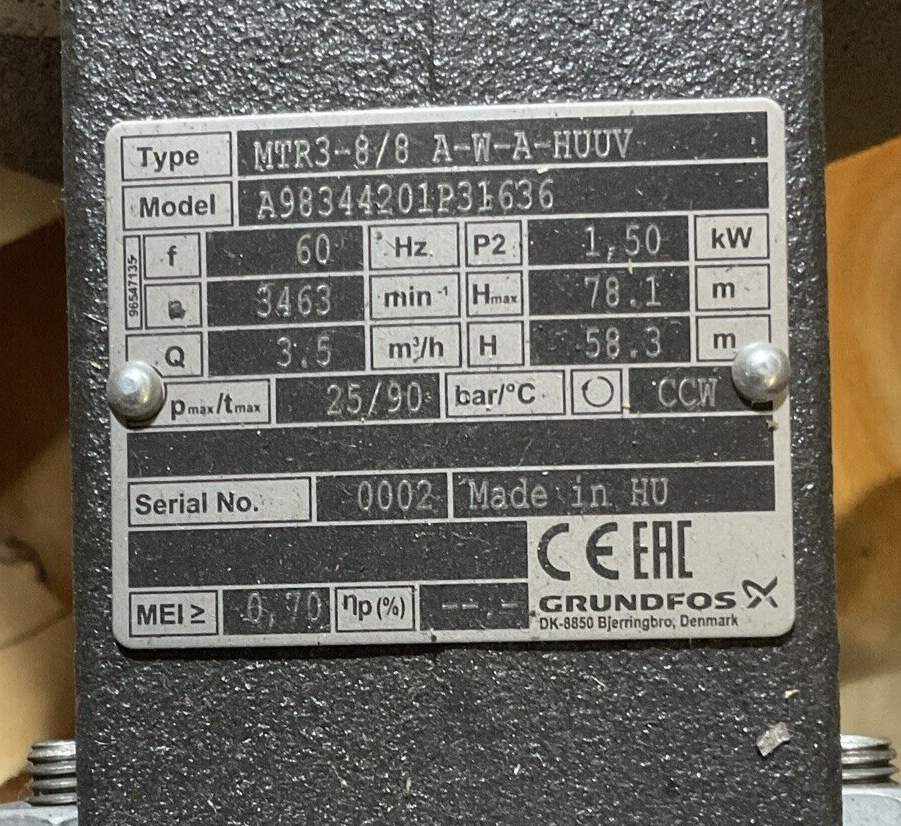 Type MTR3-8/8 A-W-A-HUUV
Model A98344201P31636
96547135
f 60 Hz P2 1,50 kW
n 3463 min⁻¹ Hmax 78.1 m
Q 3.5 m³/h H 58.3 m
pmax/tmax 25/90 bar/°C CCW
Serial No. 0002 Made in HU
CE EAC
MEI ≥ 0,70 ηp(%) --.-
GRUNDFOS
DK-8850 Bjerringbro, Denmark